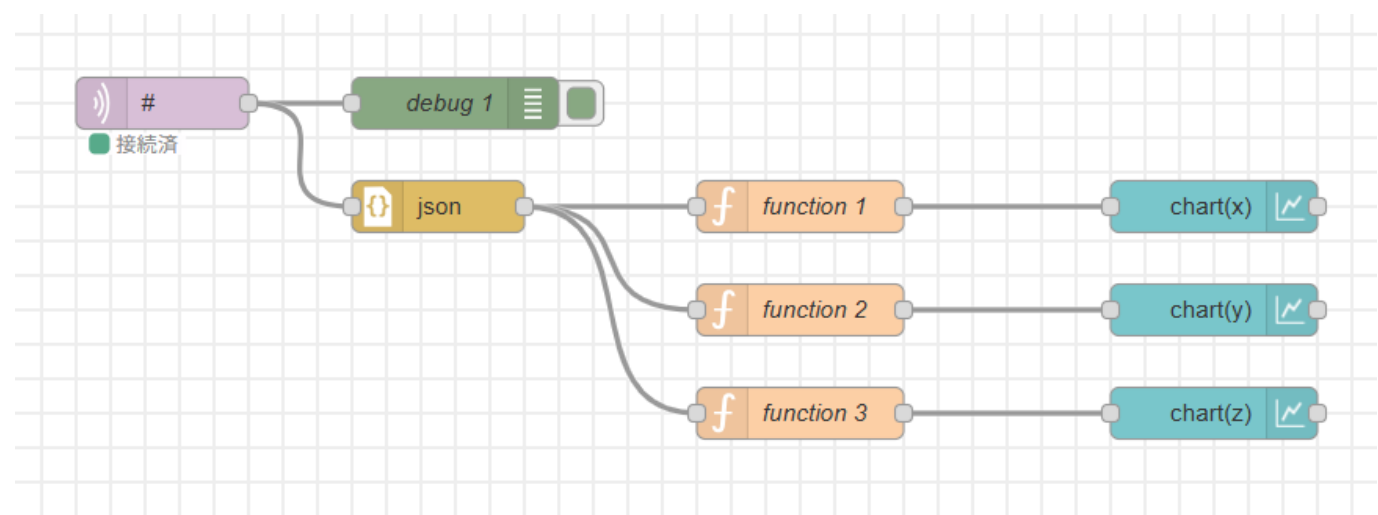 #
debug 1
接続済
json
function 1
chart(x)
function 2
chart(y)
function 3
chart(z)